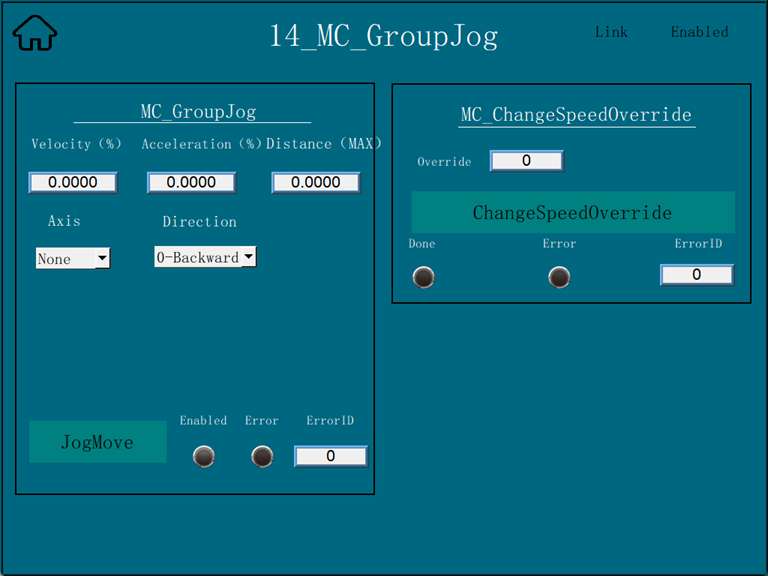 14_MC_GroupJog
Link
Enabled
MC_GroupJog
Velocity (%)
Acceleration (%)
Distance (MAX)
0.0000
0.0000
0.0000
Axis
Direction
None
0-Backward
JogMove
Enabled
Error
ErrorID
0
MC_ChangeSpeedOverride
Override
0
ChangeSpeedOverride
Done
Error
ErrorID
0